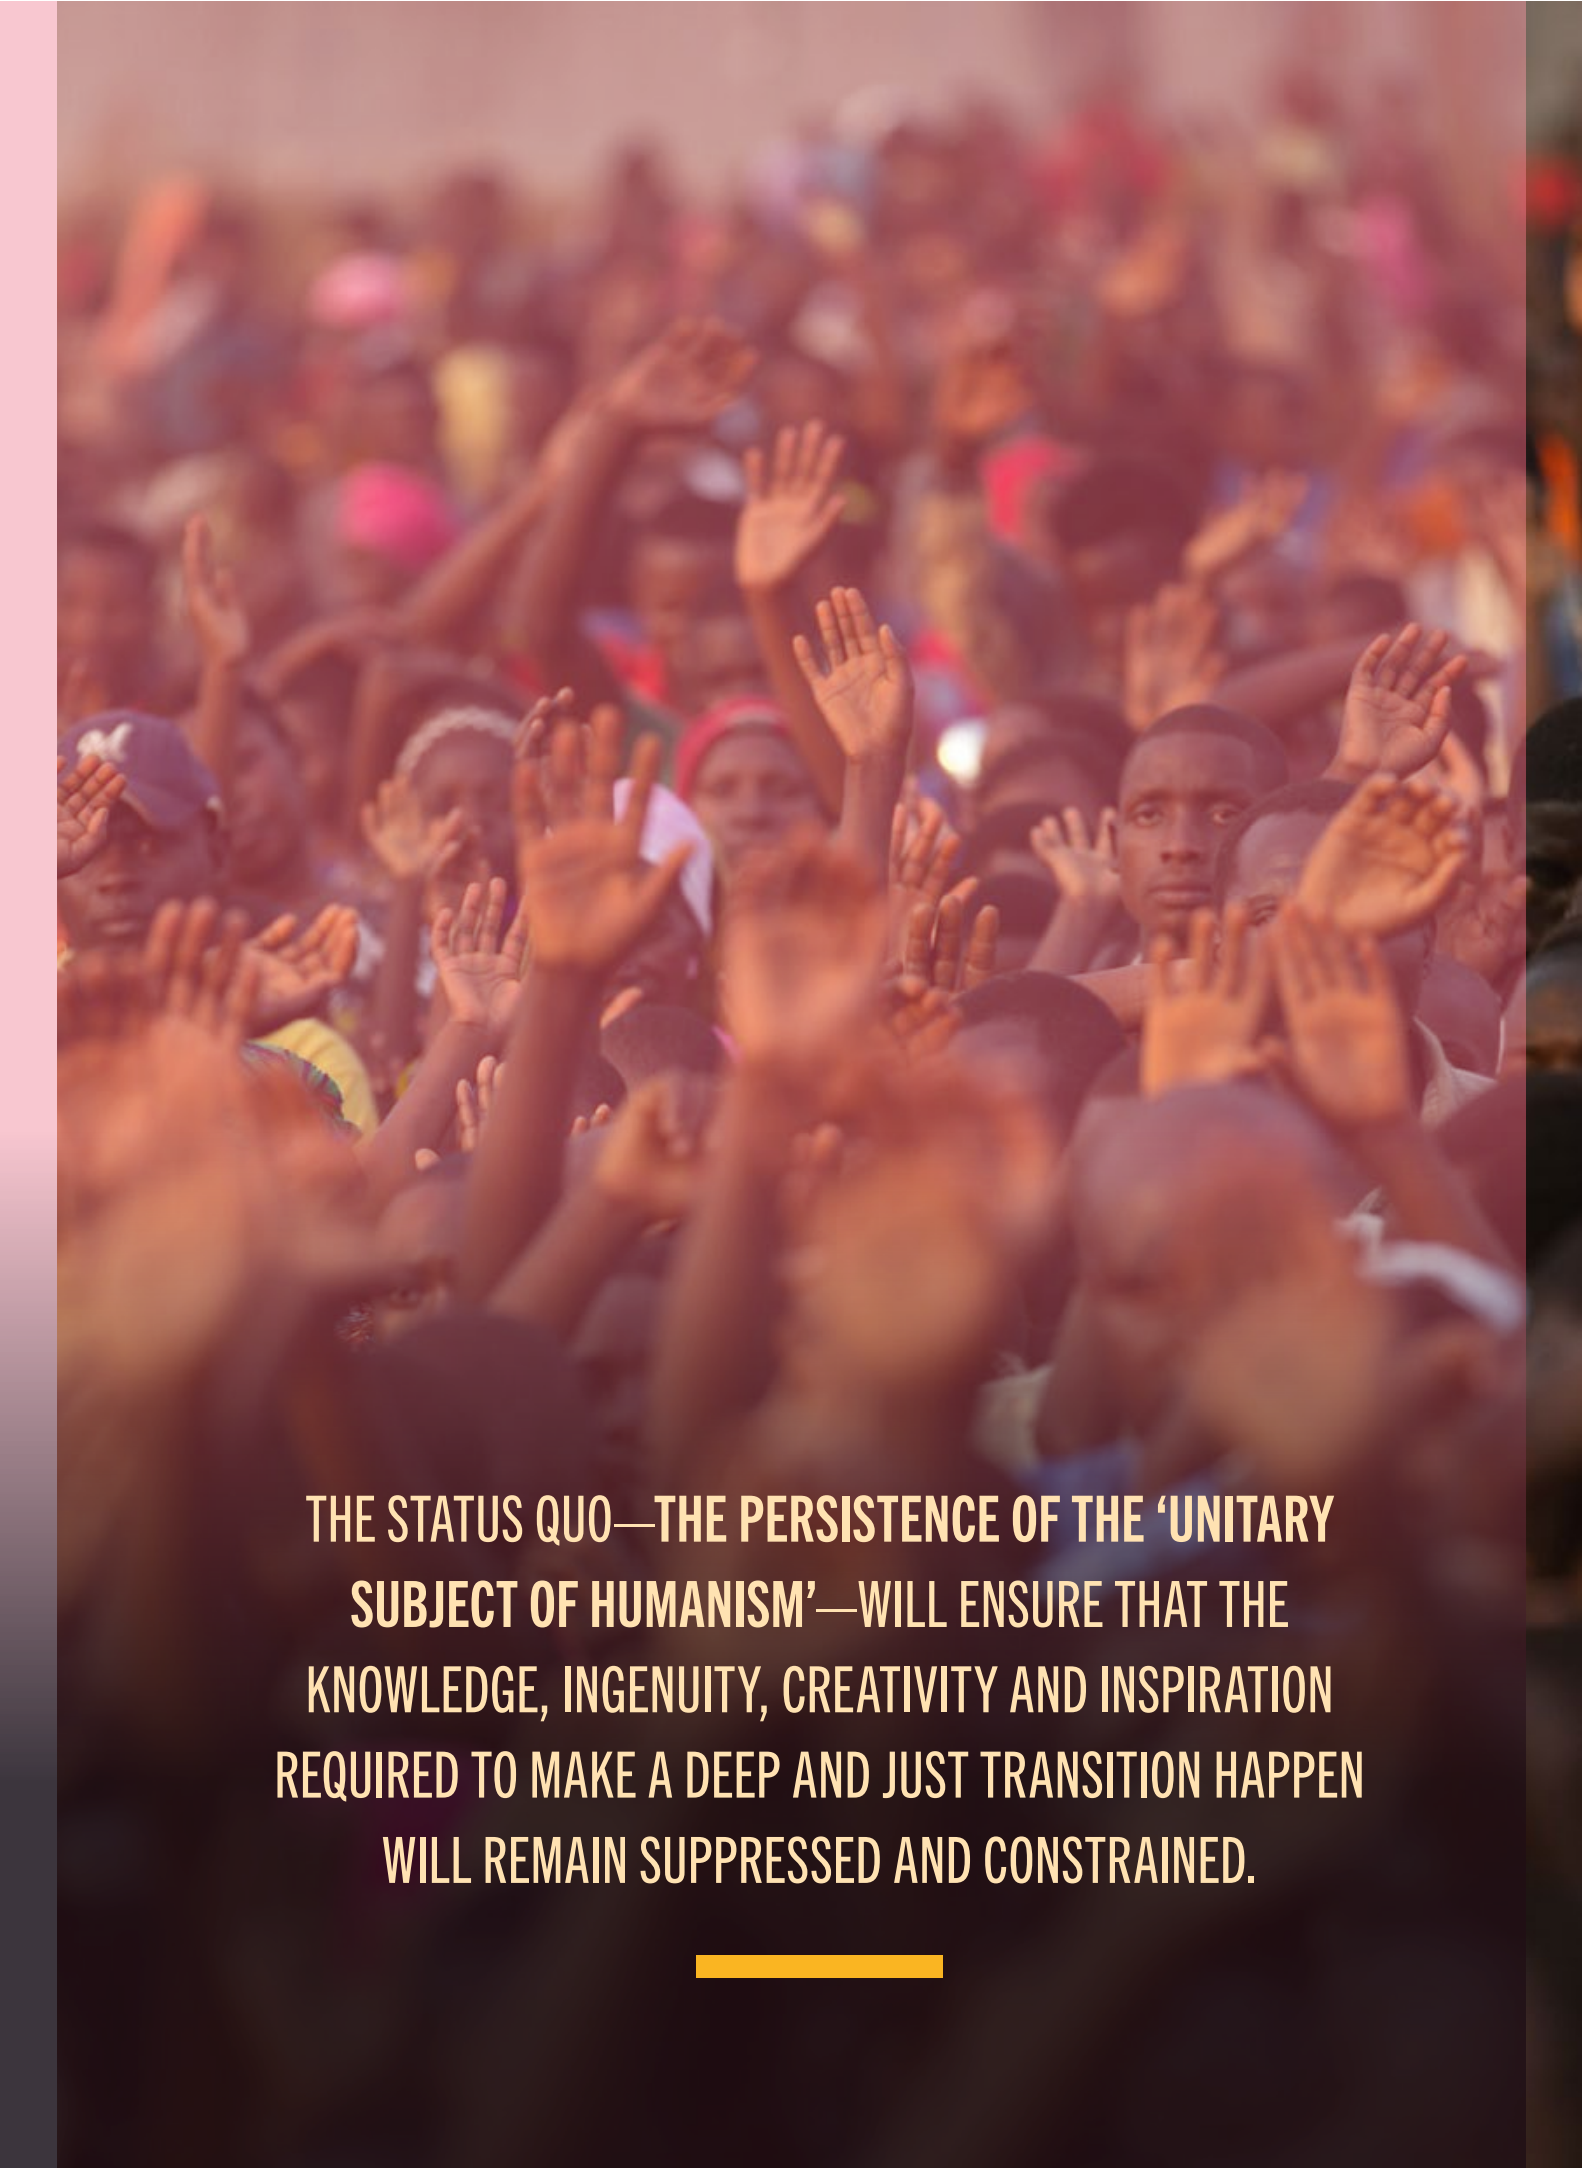 THE STATUS QUO—THE PERSISTENCE OF THE ‘UNITARY
SUBJECT OF HUMANISM’—WILL ENSURE THAT THE
KNOWLEDGE, INGENUITY, CREATIVITY AND INSPIRATION
REQUIRED TO MAKE A DEEP AND JUST TRANSITION HAPPEN
WILL REMAIN SUPPRESSED AND CONSTRAINED.